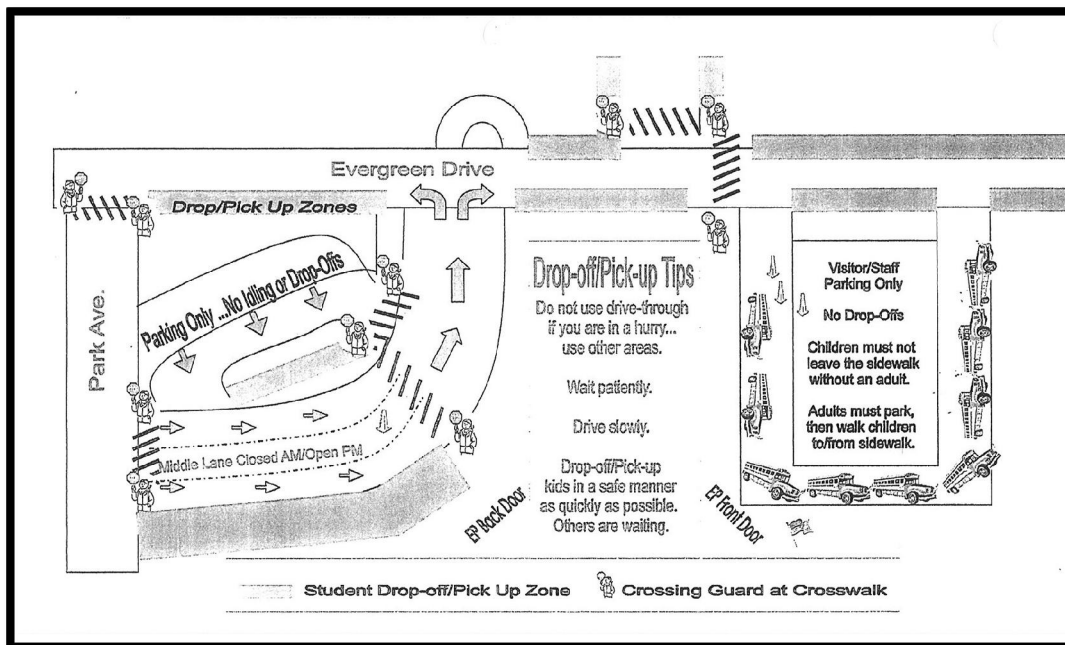 Evergreen Drive
Drop/Pick Up Zones
Park Ave.
Parking Only ...No Idling or Drop-Offs
Middle Lane Closed AM/Open PM
Drop-off/Pick-up Tips
Do not use drive-through
if you are in a hurry...
use other areas.
Wait patiently.
Drive slowly.
Drop-off/Pick-up
kids in a safe manner
as quickly as possible.
Others are waiting.
EP Back Door
EP Front Door
Visitor/Staff
Parking Only
No Drop-Offs
Children must not
leave the sidewalk
without an adult.
Adults must park,
then walk children
to/from sidewalk.
Student Drop-off/Pick Up Zone
Crossing Guard at Crosswalk